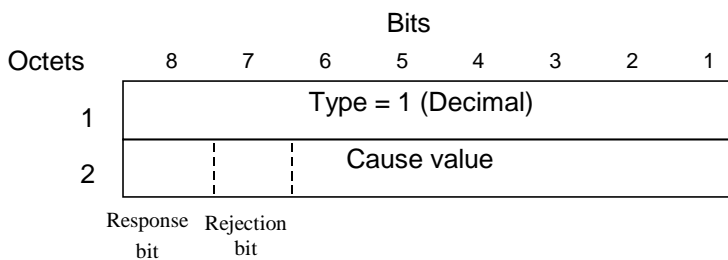 Bits
Octets 8 7 6 5 4 3 2 1
1 Type = 1 (Decimal)
2 Cause value
Response bit
Rejection bit